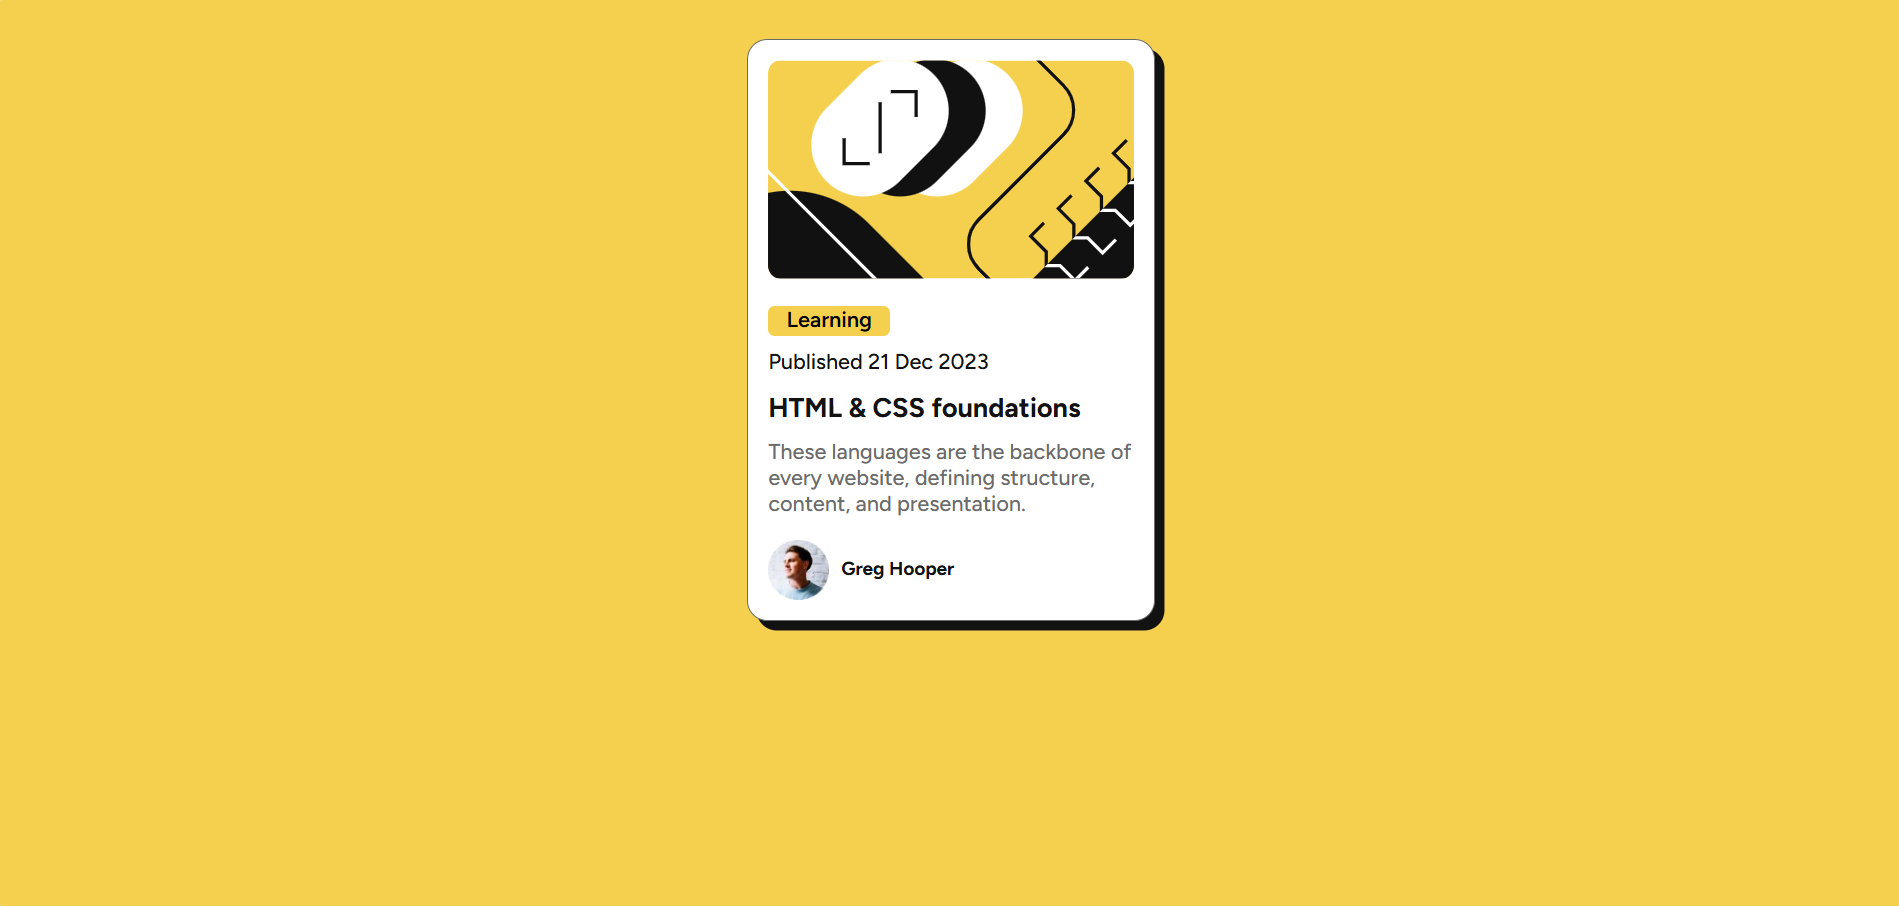 Learning
Published 21 Dec 2023
HTML & CSS foundations
These languages are the backbone of
every website, defining structure,
content, and presentation.
Greg Hooper